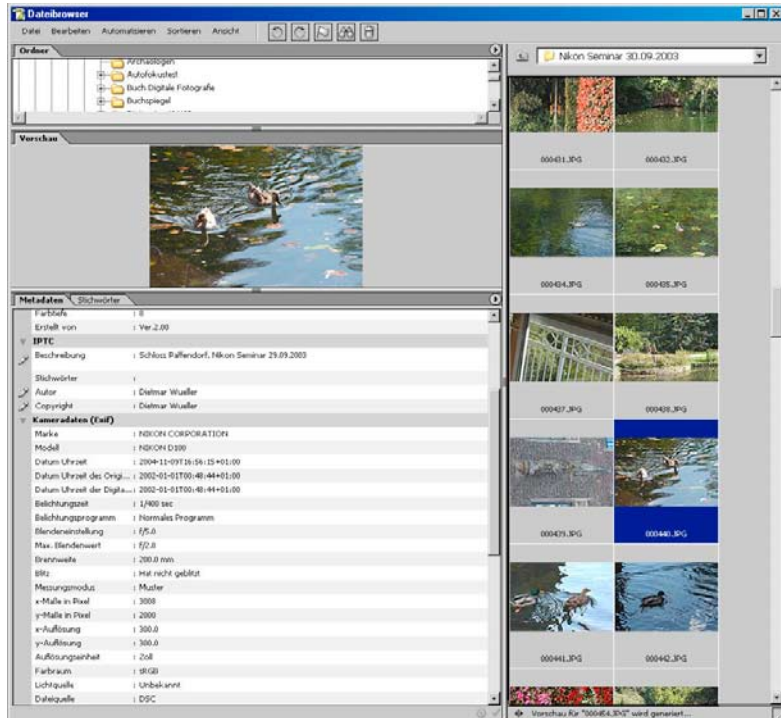 Dateibrowser
Datei Bearbeiten Automatisieren Sortieren Ansicht
Ordner
Archäologen
Autofokustest
Buch Digitale Fotografie
Buchspiegel
Vorschau
Metadaten Stichwörter
Farbtiefe : 8
Erstellt von : Ver.2.00
IPTC
Beschreibung : Schloss Paffendorf, Nikon Seminar 29.09.2003
Stichwörter :
Autor : Dietmar Wueller
Copyright : Dietmar Wueller
Kameradaten (Exif)
Marke : NIKON CORPORATION
Modell : NIKON D100
Datum Uhrzeit : 2004-11-09T16:56:15+01:00
Datum Uhrzeit des Origi... : 2002-01-01T00:48:44+01:00
Datum Uhrzeit der Digita... : 2002-01-01T00:48:44+01:00
Belichtungszeit : 1/400 sec
Belichtungsprogramm : Normales Programm
Blendeneinstellung : f/5.0
Max. Blendenwert : f/2.8
Brennweite : 200.0 mm
Blitz : Hat nicht geblitzt
Messungsmodus : Muster
x-Maße in Pixel : 3008
y-Maße in Pixel : 2000
x-Auflösung : 300.0
y-Auflösung : 300.0
Auflösungseinheit : Zoll
Farbraum : sRGB
Lichtquelle : Unbekannt
Dateiquelle : DSC
Nikon Seminar 30.09.2003
000431.JPG 000432.JPG
000434.JPG 000435.JPG
000437.JPG 000438.JPG
000439.JPG 000440.JPG
000441.JPG 000442.JPG
Vorschau für "000454.JPG" wird generiert...